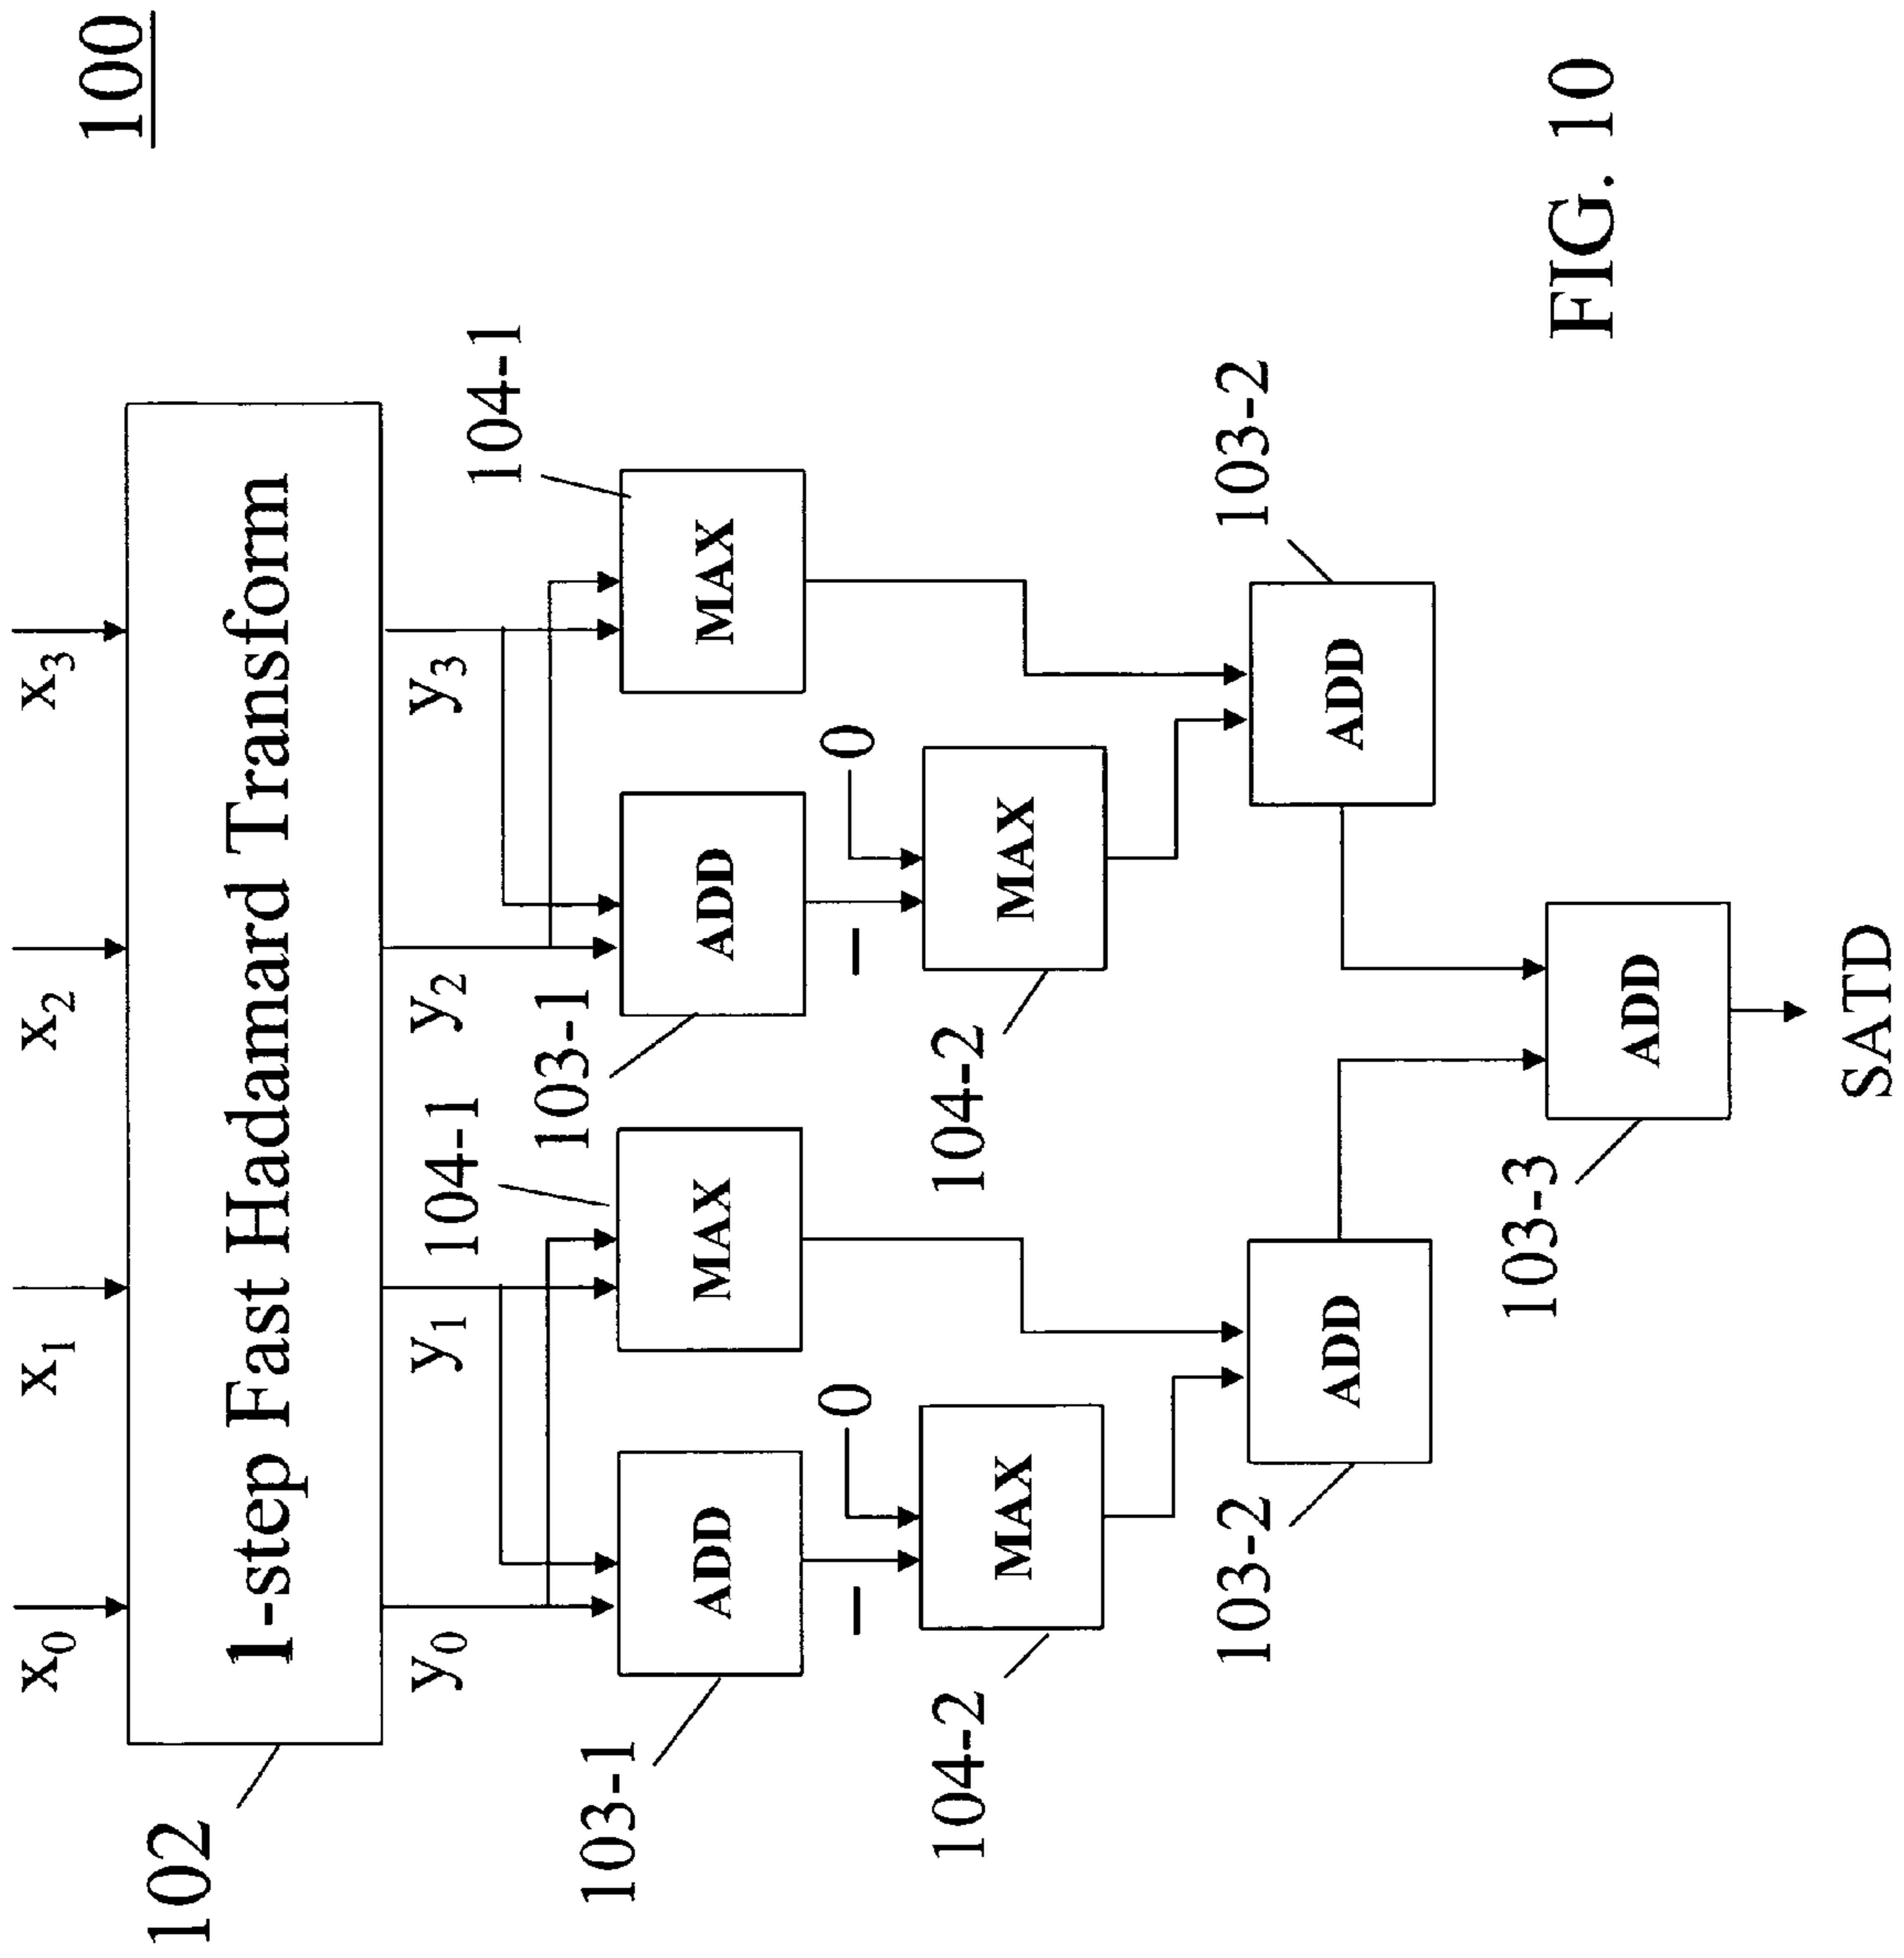 100
x₀
x₁
x₂
x₃
102
1-step Fast Hadamard Transform
y₀
y₁
y₂
y₃
104-1
104-1
103-1
103-1
ADD
MAX
ADD
MAX
0
0
–
–
104-2
104-2
MAX
MAX
103-2
103-2
ADD
ADD
103-3
ADD
SATD
FIG. 10